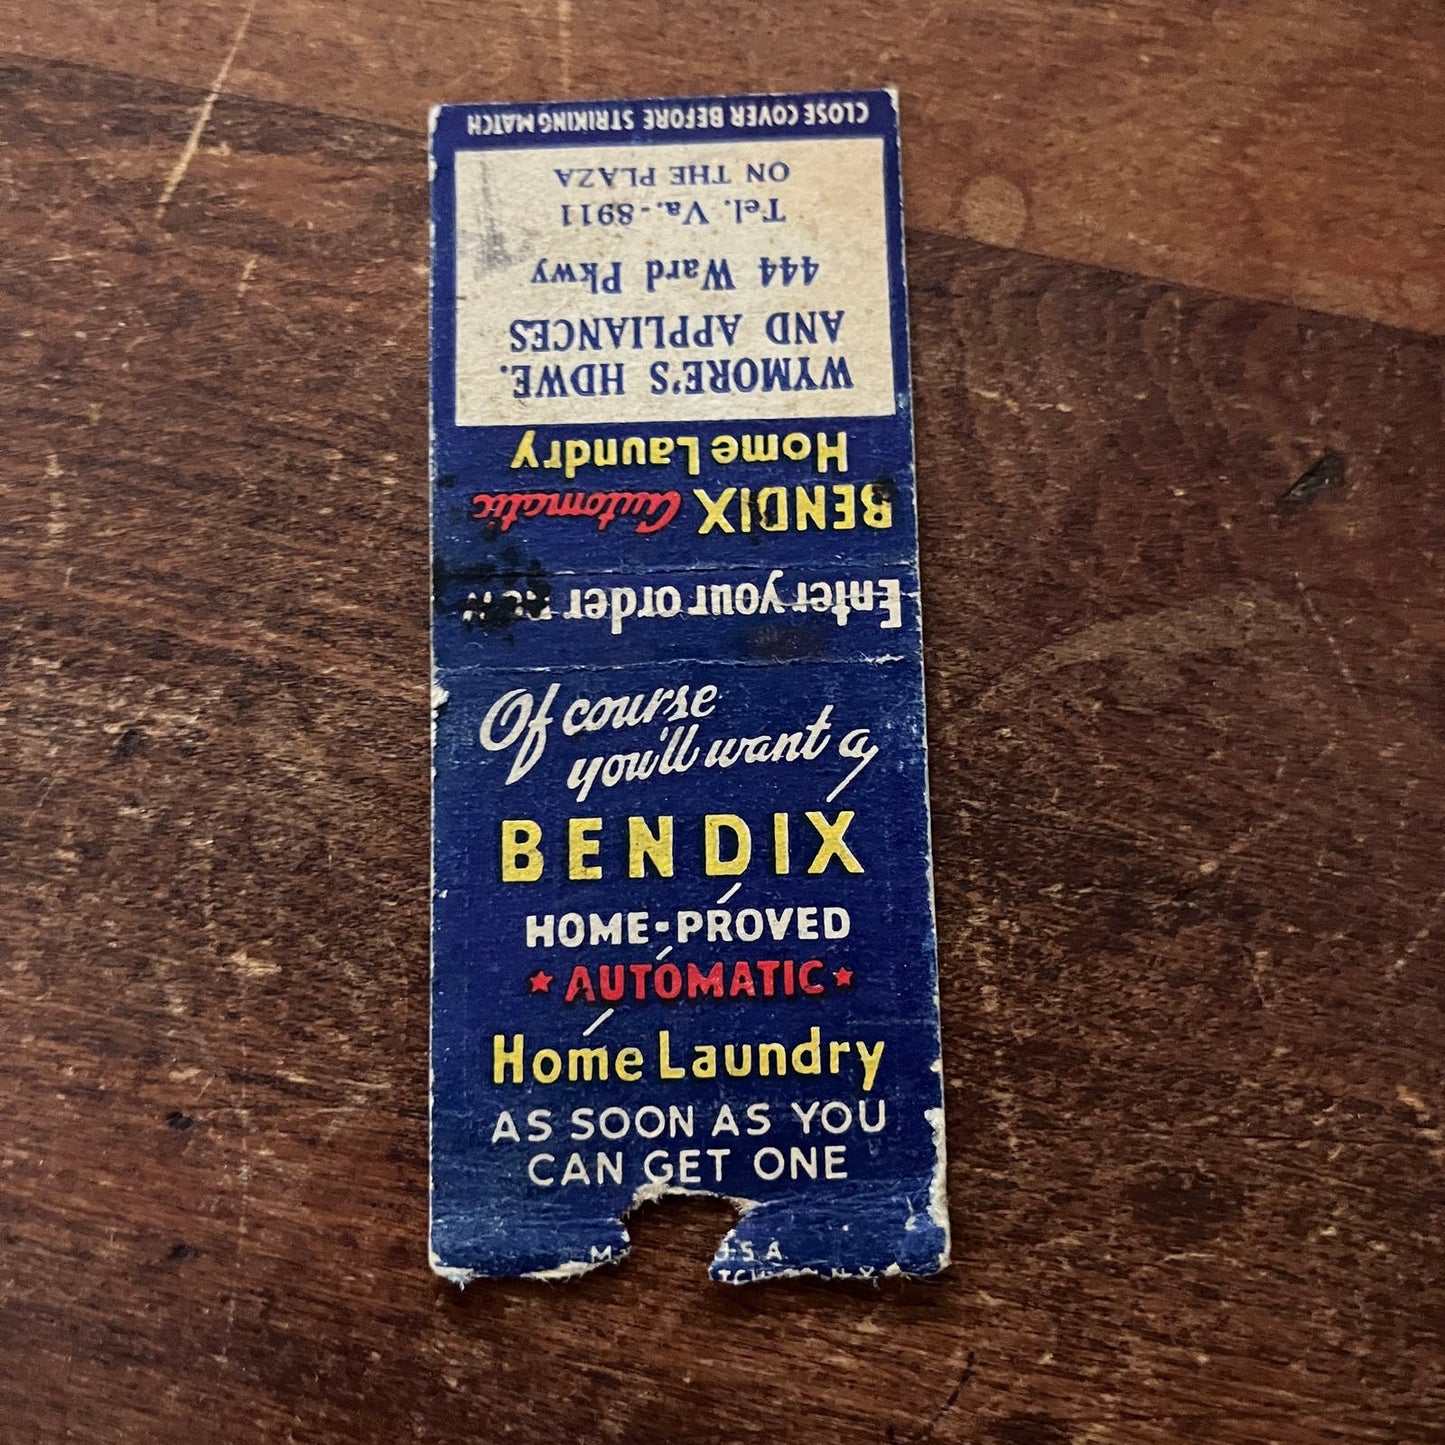 CLOSE COVER BEFORE STRIKING MATCH
ON THE PLAZA
Tel. Va.-8911
444 Ward Pkwy
AND APPLIANCES
WYMORE'S HDWE.
Home Laundry
BENDIX Automatic
Enter your order
Of course
you'll want a
BENDIX
HOME-PROVED
★ AUTOMATIC ★
Home Laundry
AS SOON AS YOU
CAN GET ONE
U.S.A.